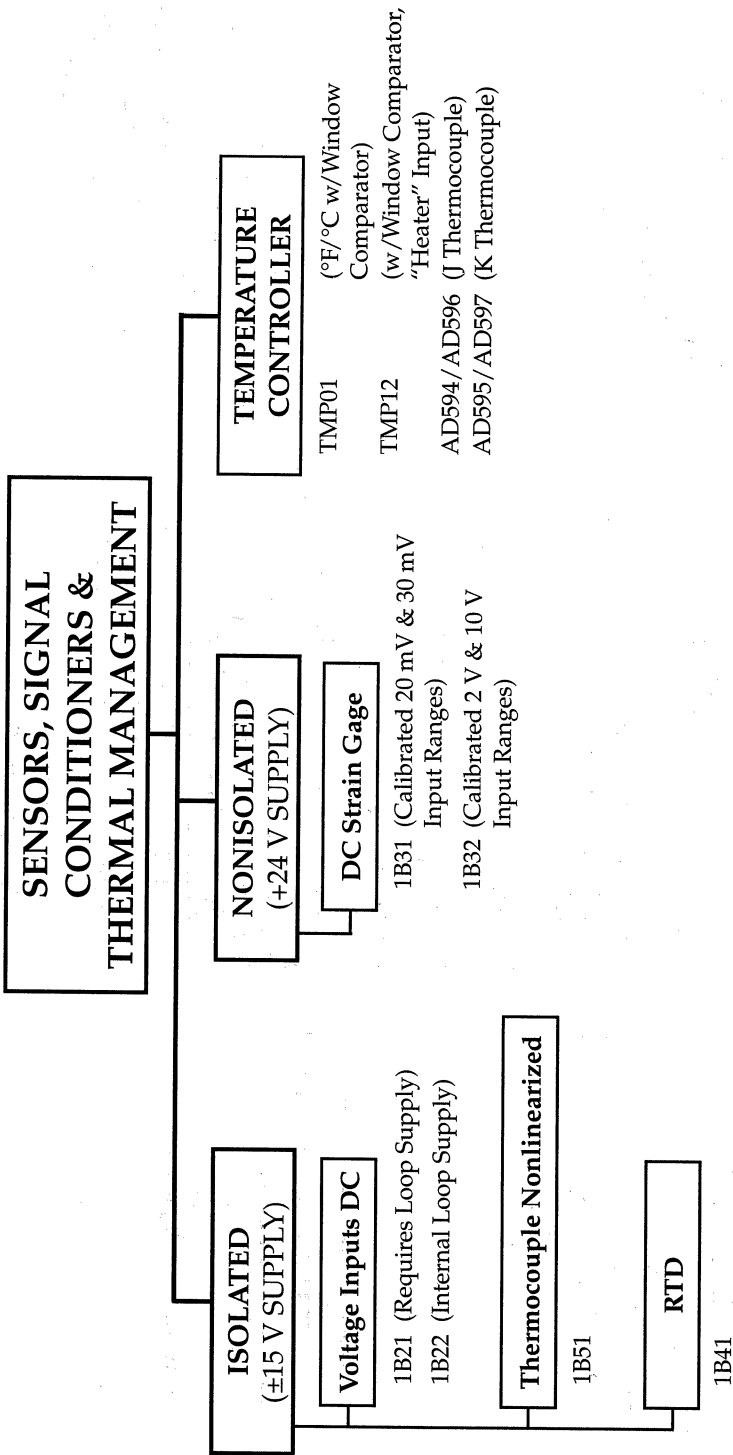 SENSORS, SIGNAL
CONDITIONERS &
THERMAL MANAGEMENT
ISOLATED
(±15 V SUPPLY)
Voltage Inputs DC
1B21 (Requires Loop Supply)
1B22 (Internal Loop Supply)
Thermocouple Nonlinearized
1B51
RTD
1B41
NONISOLATED
(+24 V SUPPLY)
DC Strain Gage
1B31 (Calibrated 20 mV & 30 mV
Input Ranges)
1B32 (Calibrated 2 V & 10 V
Input Ranges)
TEMPERATURE
CONTROLLER
TMP01 (°F/°C w/Window
Comparator)
TMP12 (w/Window Comparator,
"Heater" Input)
AD594/AD596 (J Thermocouple)
AD595/AD597 (K Thermocouple)